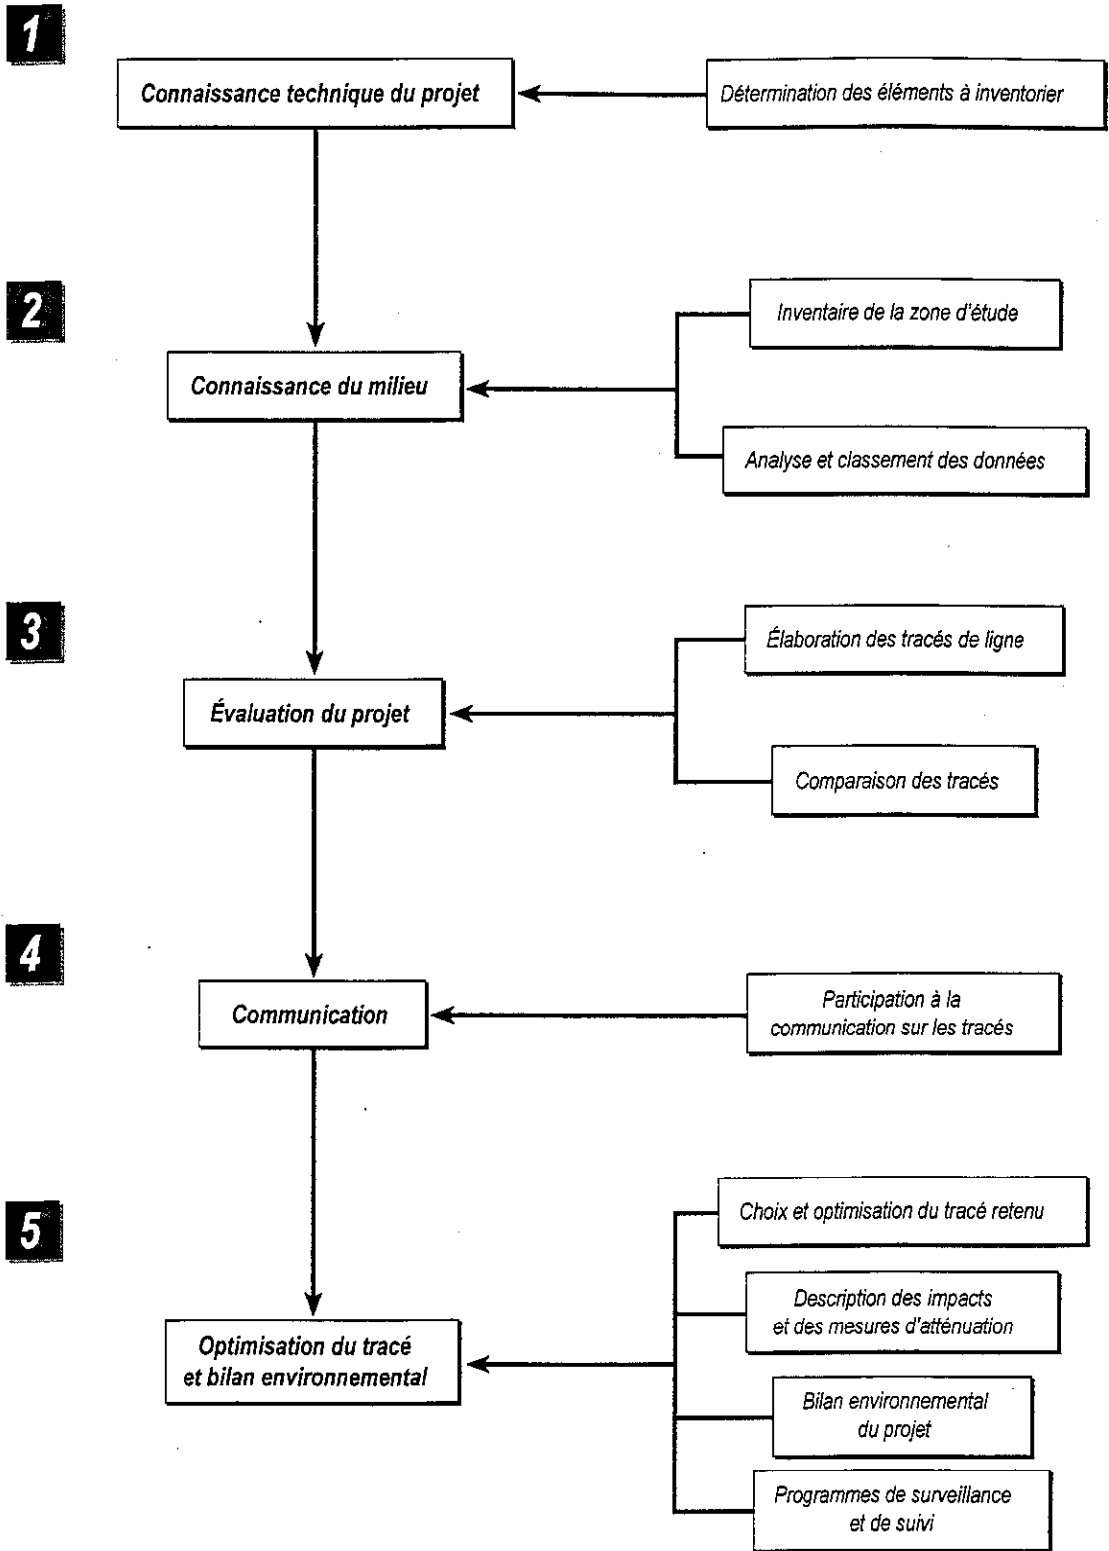 1
Connaissance technique du projet
Détermination des éléments à inventorier
2
Inventaire de la zone d'étude
Connaissance du milieu
Analyse et classement des données
3
Élaboration des tracés de ligne
Évaluation du projet
Comparaison des tracés
4
Communication
Participation à la
communication sur les tracés
5
Choix et optimisation du tracé retenu
Description des impacts
et des mesures d'atténuation
Optimisation du tracé
et bilan environnemental
Bilan environnemental
du projet
Programmes de surveillance
et de suivi